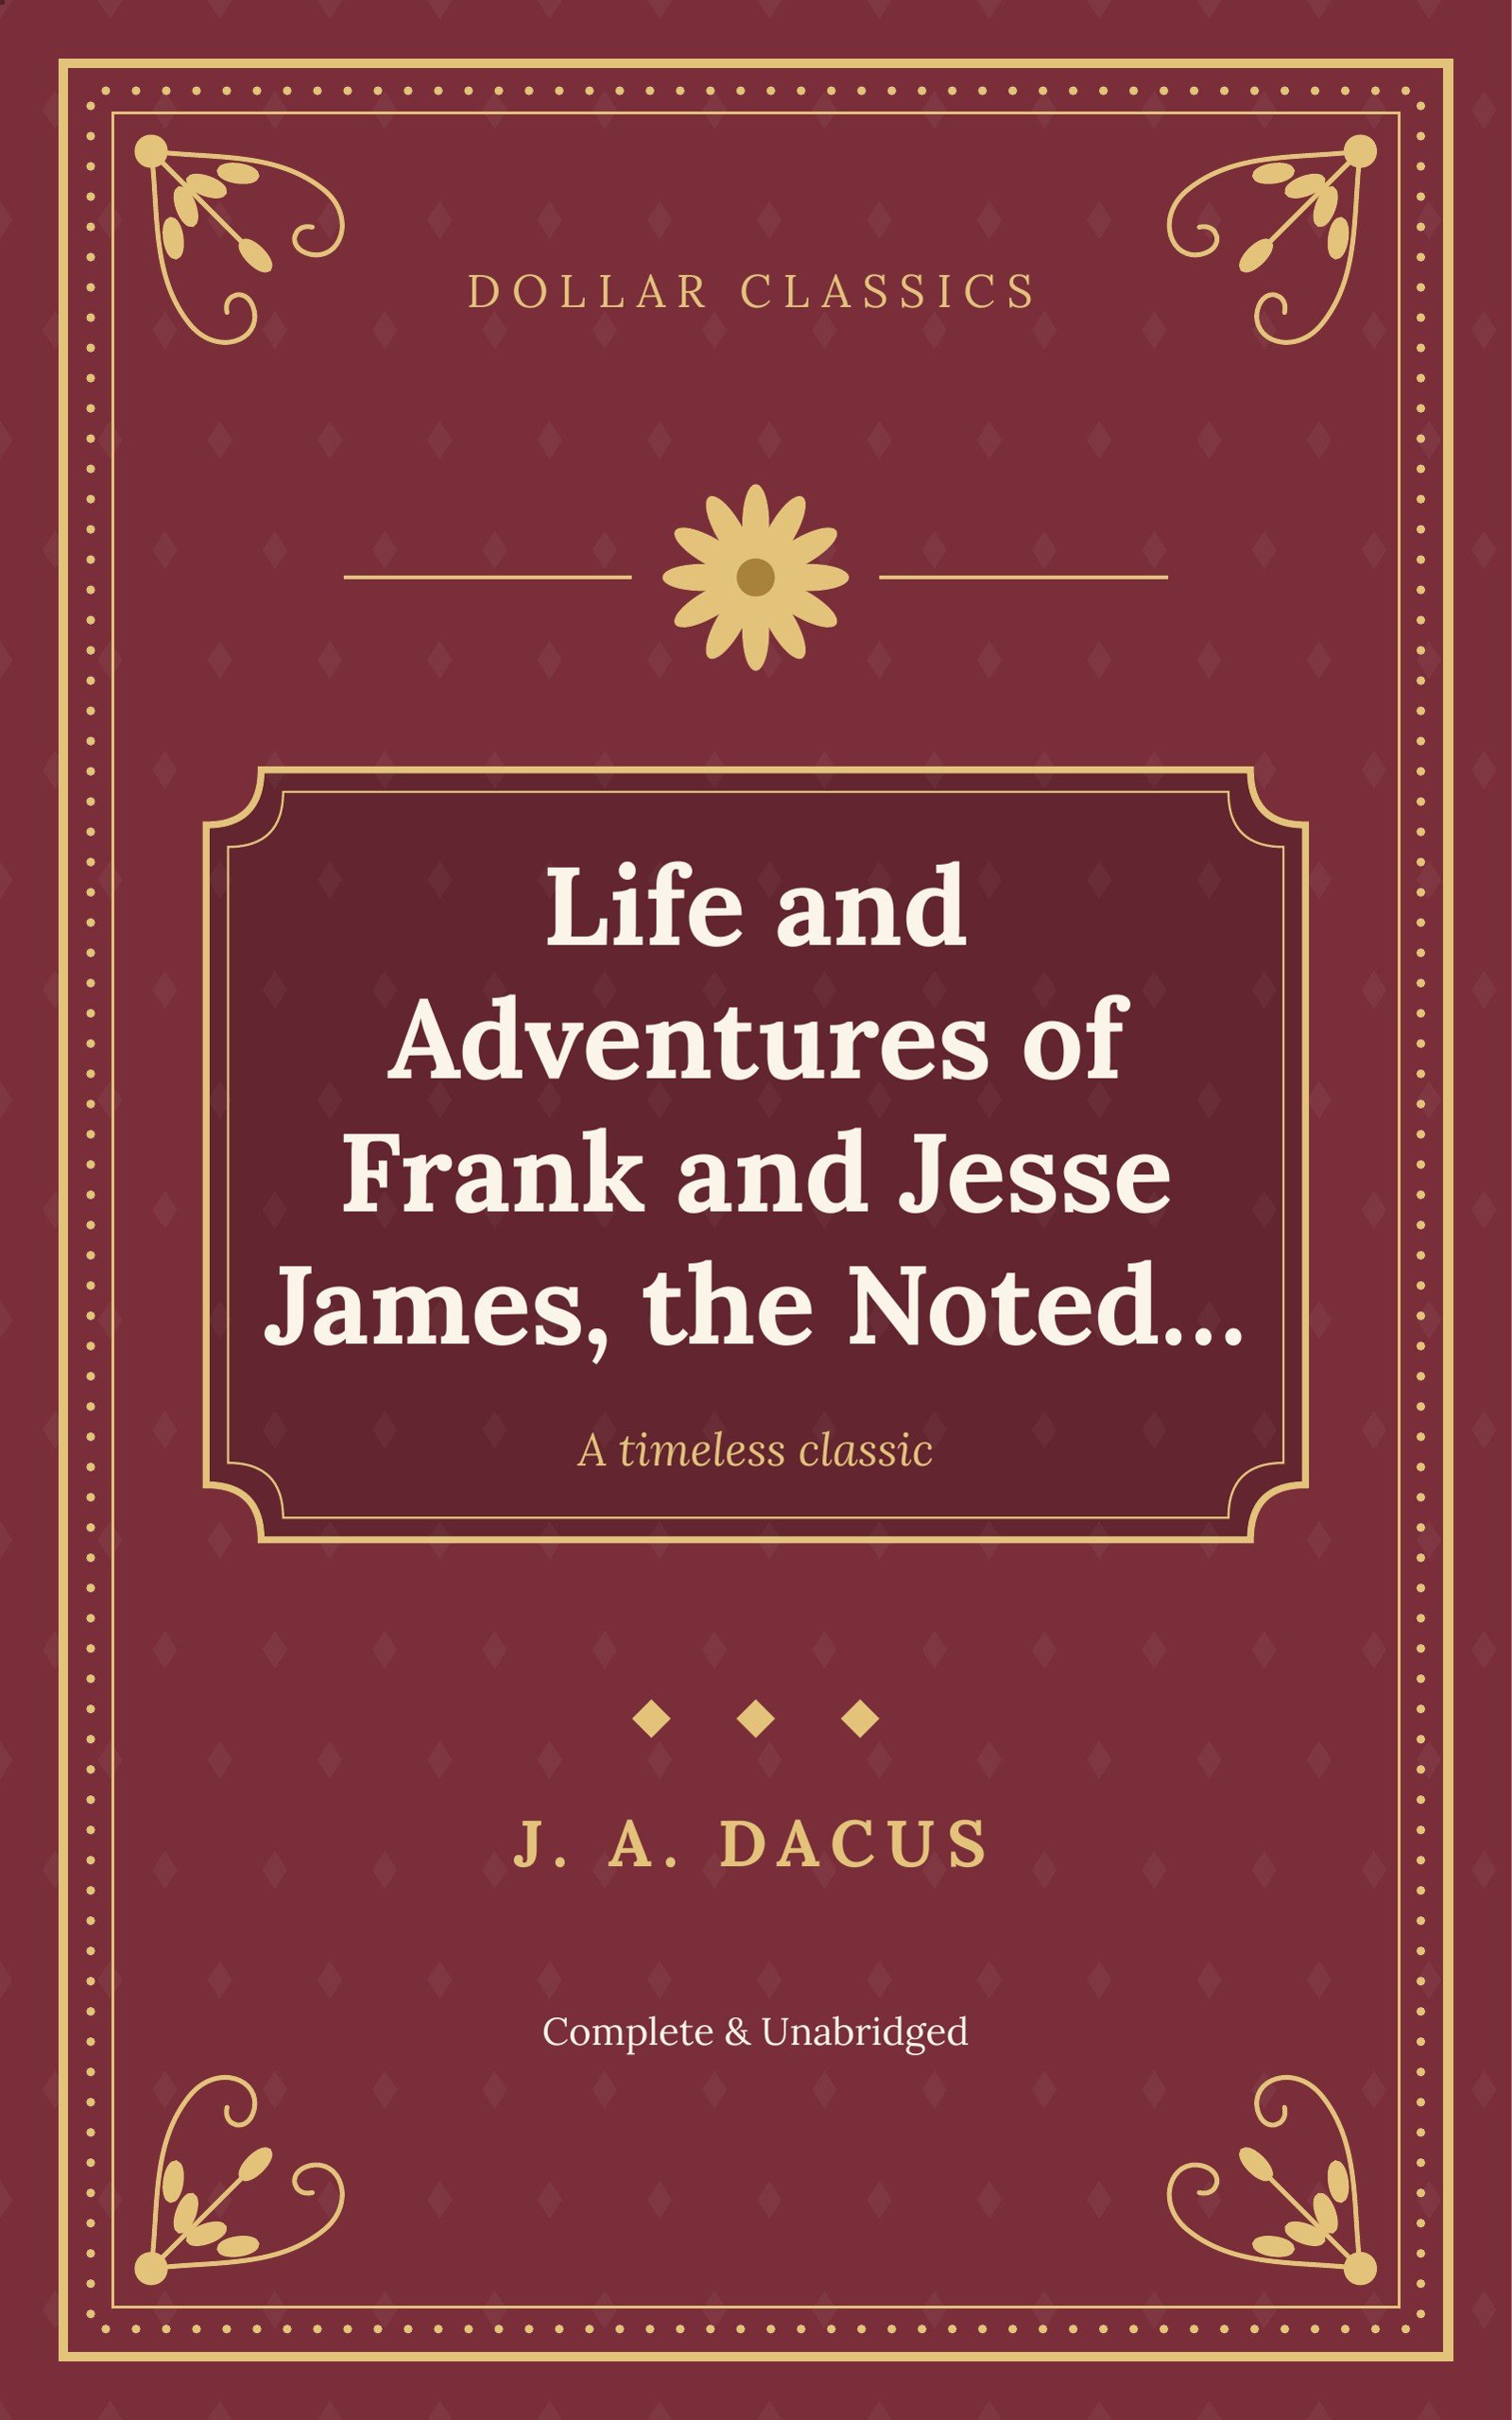 DOLLAR CLASSICS
Life and
Adventures of
Frank and Jesse
James, the Noted...
A timeless classic
J. A. DACUS
Complete & Unabridged